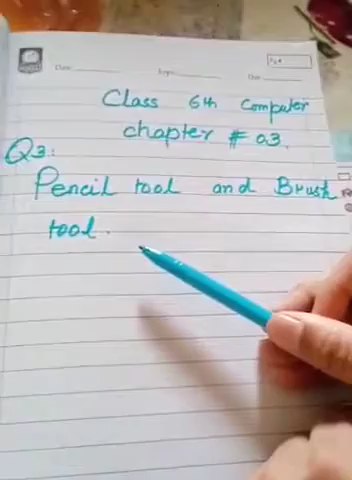 Class 6th Computer
chapter # 03.
Q3:
Pencil tool and Brush
tool.